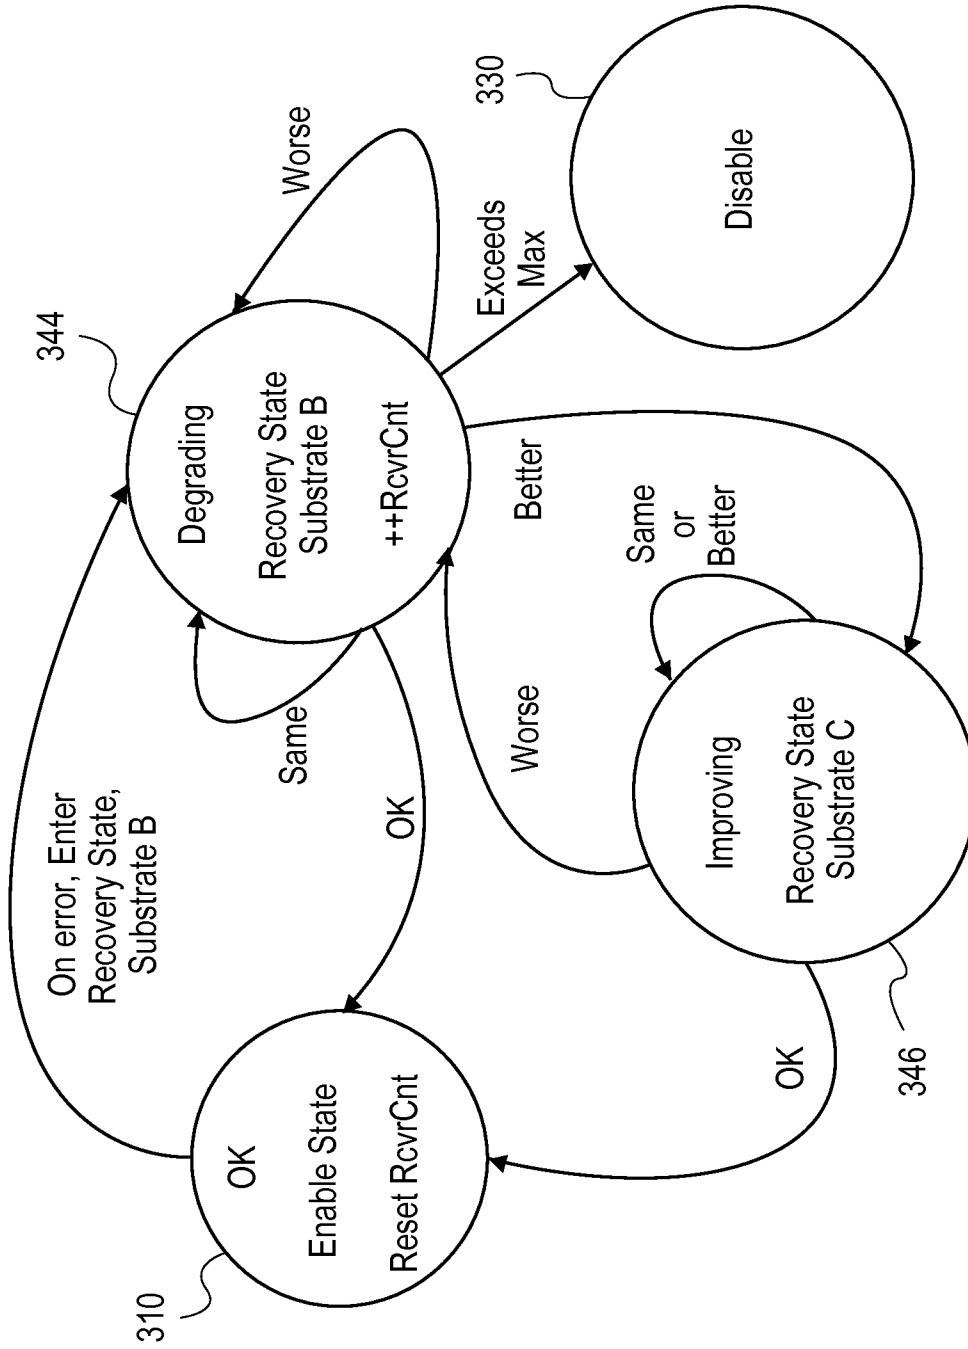 On error, Enter
Recovery State,
Substrate B
310
OK
Enable State
Reset RcvrCnt
344
Degrading
Recovery State
Substrate B
++RcvrCnt
Same
Worse
OK
Exceeds
Max
330
Disable
Better
Worse
Same
or
Better
Improving
Recovery State
Substrate C
346
OK